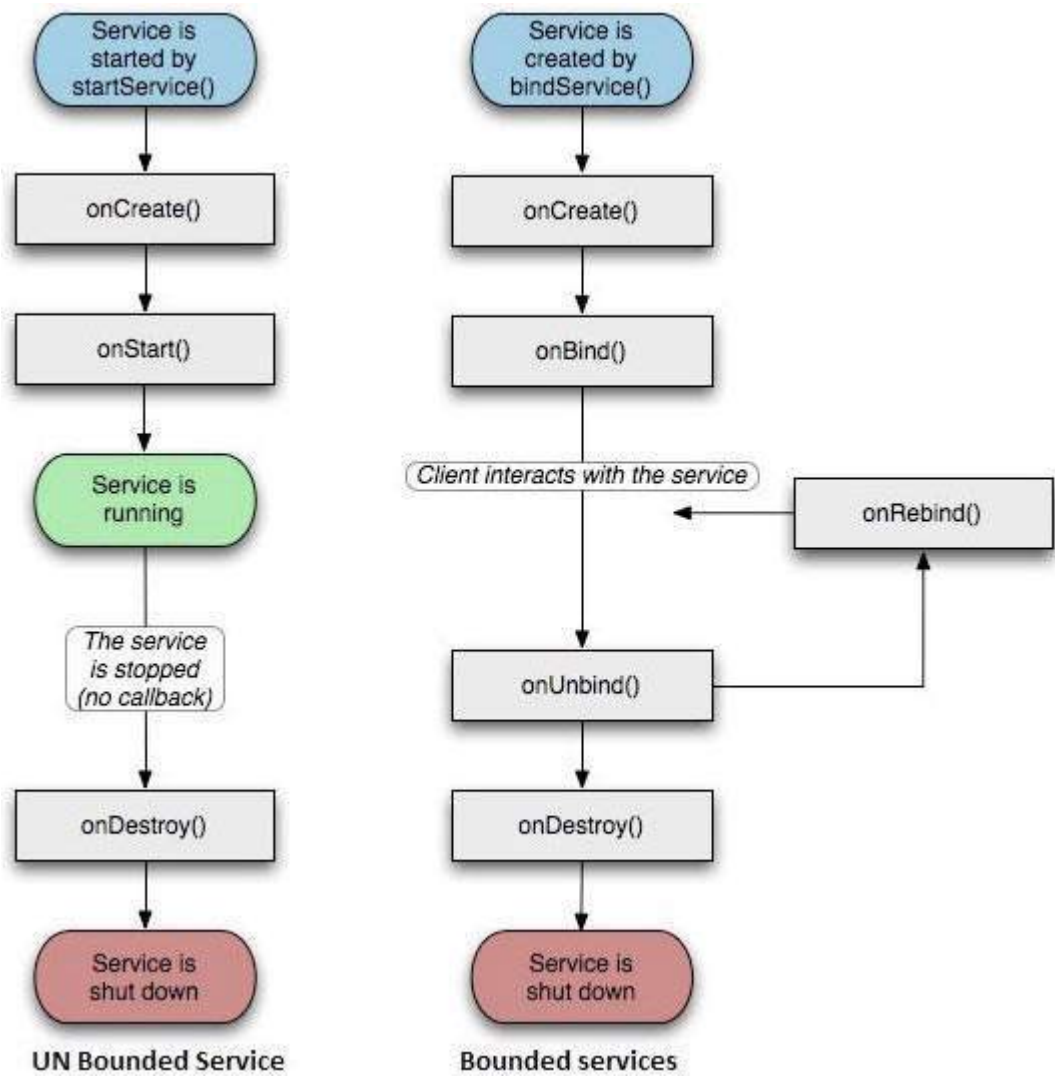 Service is
started by
startService()
onCreate()
onStart()
Service is
running
The service
is stopped
(no callback)
onDestroy()
Service is
shut down
UN Bounded Service
Service is
created by
bindService()
onCreate()
onBind()
Client interacts with the service
onRebind()
onUnbind()
onDestroy()
Service is
shut down
Bounded services